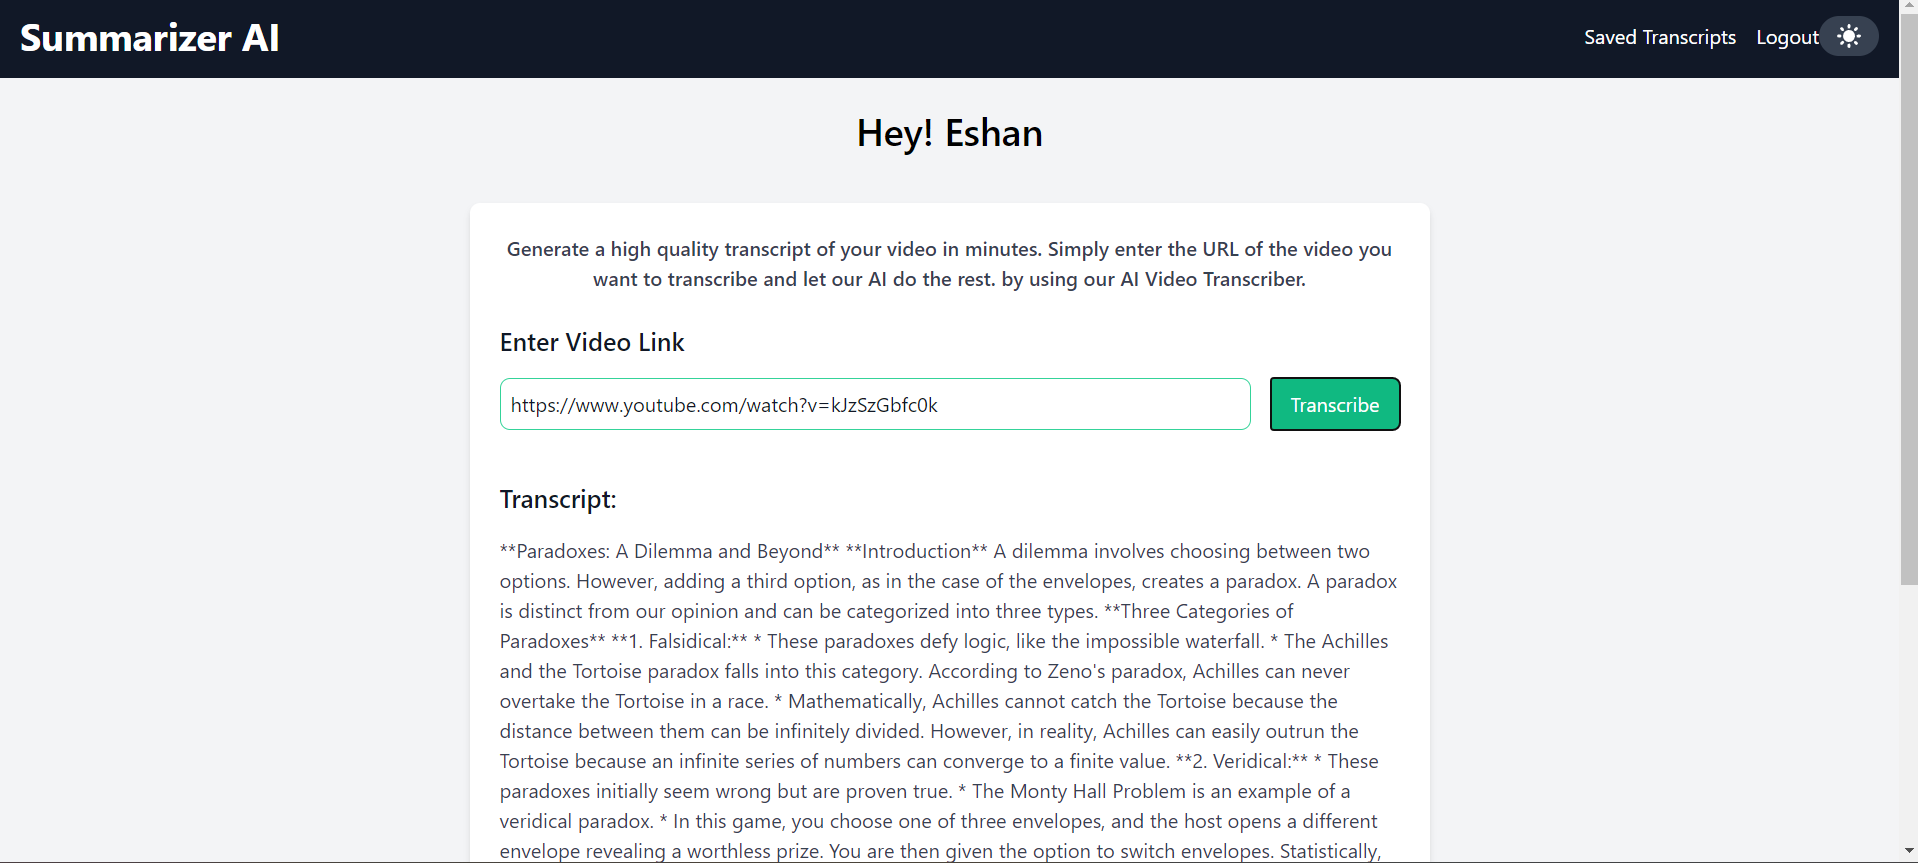 Summarizer AI
Saved Transcripts Logout
Hey! Eshan
Generate a high quality transcript of your video in minutes. Simply enter the URL of the video you
want to transcribe and let our AI do the rest. by using our AI Video Transcriber.
Enter Video Link
https://www.youtube.com/watch?v=kJzSzGbfc0k
Transcribe
Transcript:
**Paradoxes: A Dilemma and Beyond** **Introduction** A dilemma involves choosing between two
options. However, adding a third option, as in the case of the envelopes, creates a paradox. A paradox
is distinct from our opinion and can be categorized into three types. **Three Categories of
Paradoxes** **1. Falsidical:** * These paradoxes defy logic, like the impossible waterfall. * The Achilles
and the Tortoise paradox falls into this category. According to Zeno's paradox, Achilles can never
overtake the Tortoise in a race. * Mathematically, Achilles cannot catch the Tortoise because the
distance between them can be infinitely divided. However, in reality, Achilles can easily outrun the
Tortoise because an infinite series of numbers can converge to a finite value. **2. Veridical:** * These
paradoxes initially seem wrong but are proven true. * The Monty Hall Problem is an example of a
veridical paradox. * In this game, you choose one of three envelopes, and the host opens a different
envelope revealing a worthless prize. You are then given the option to switch envelopes. Statistically,